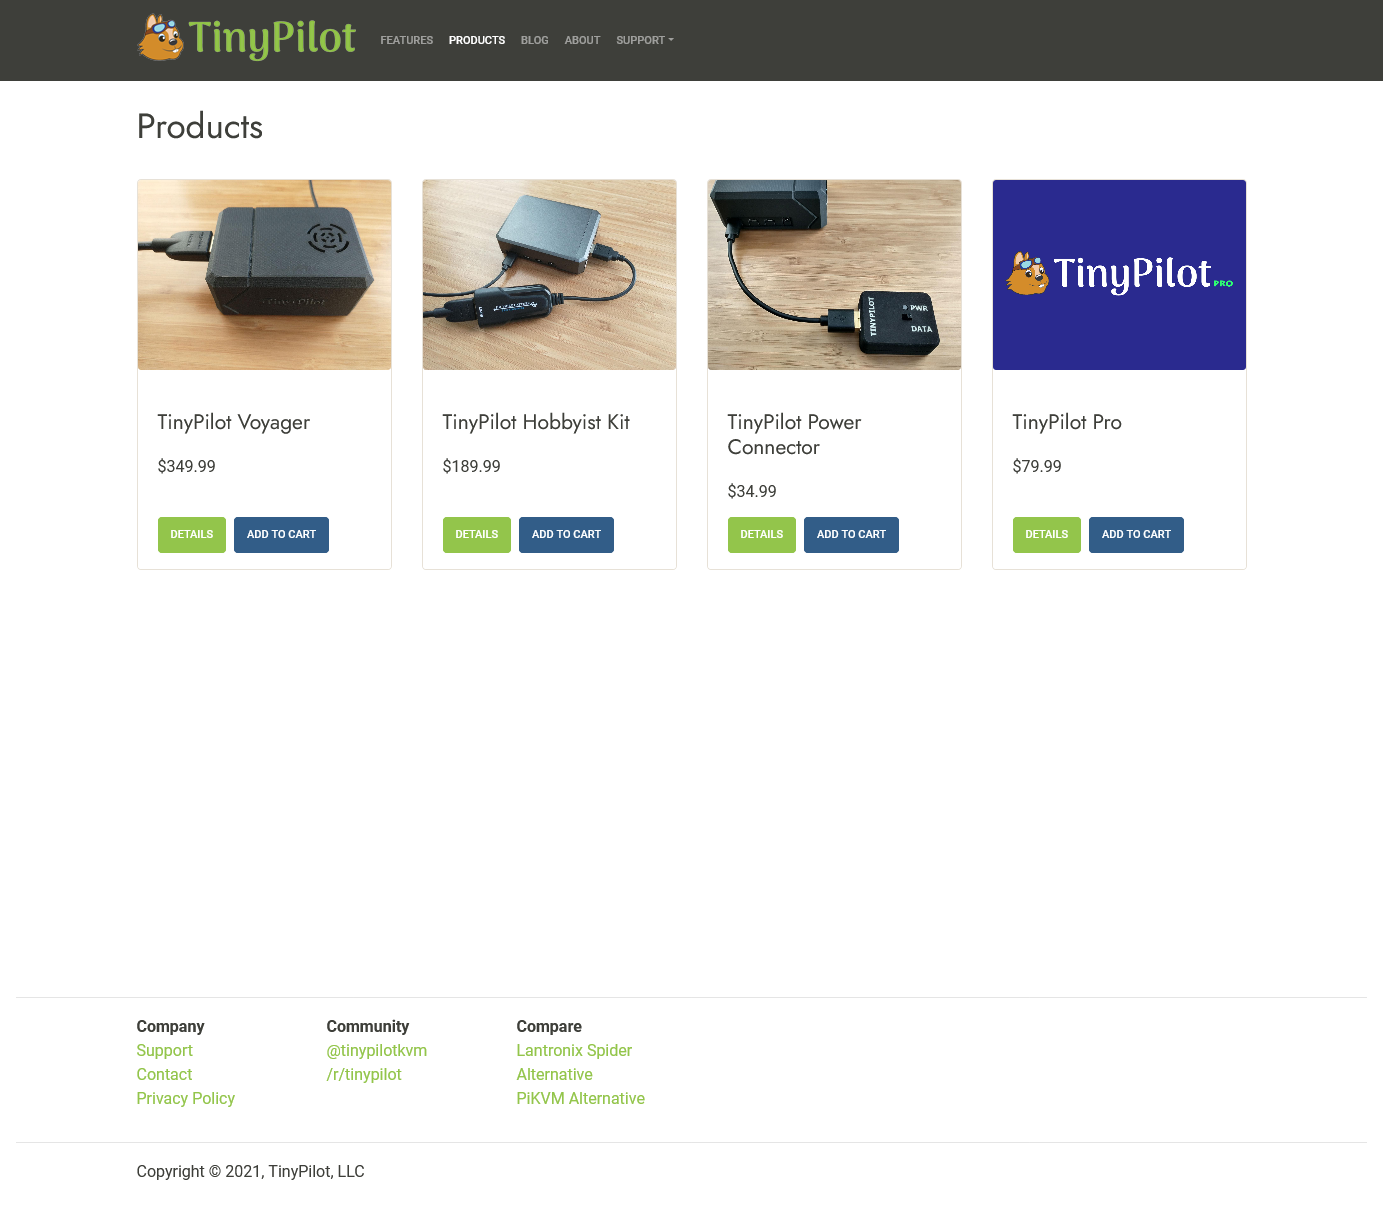 TinyPilot
FEATURES
PRODUCTS
BLOG
ABOUT
SUPPORT
Products
TinyPilot
TINYPILOT
PWR
DATA
TinyPilot PRO
TinyPilot Voyager
$349.99
DETAILS
ADD TO CART
TinyPilot Hobbyist Kit
$189.99
DETAILS
ADD TO CART
TinyPilot Power
Connector
$34.99
DETAILS
ADD TO CART
TinyPilot Pro
$79.99
DETAILS
ADD TO CART
Company
Support
Contact
Privacy Policy
Community
@tinypilotkvm
/r/tinypilot
Compare
Lantronix Spider
Alternative
PiKVM Alternative
Copyright © 2021, TinyPilot, LLC